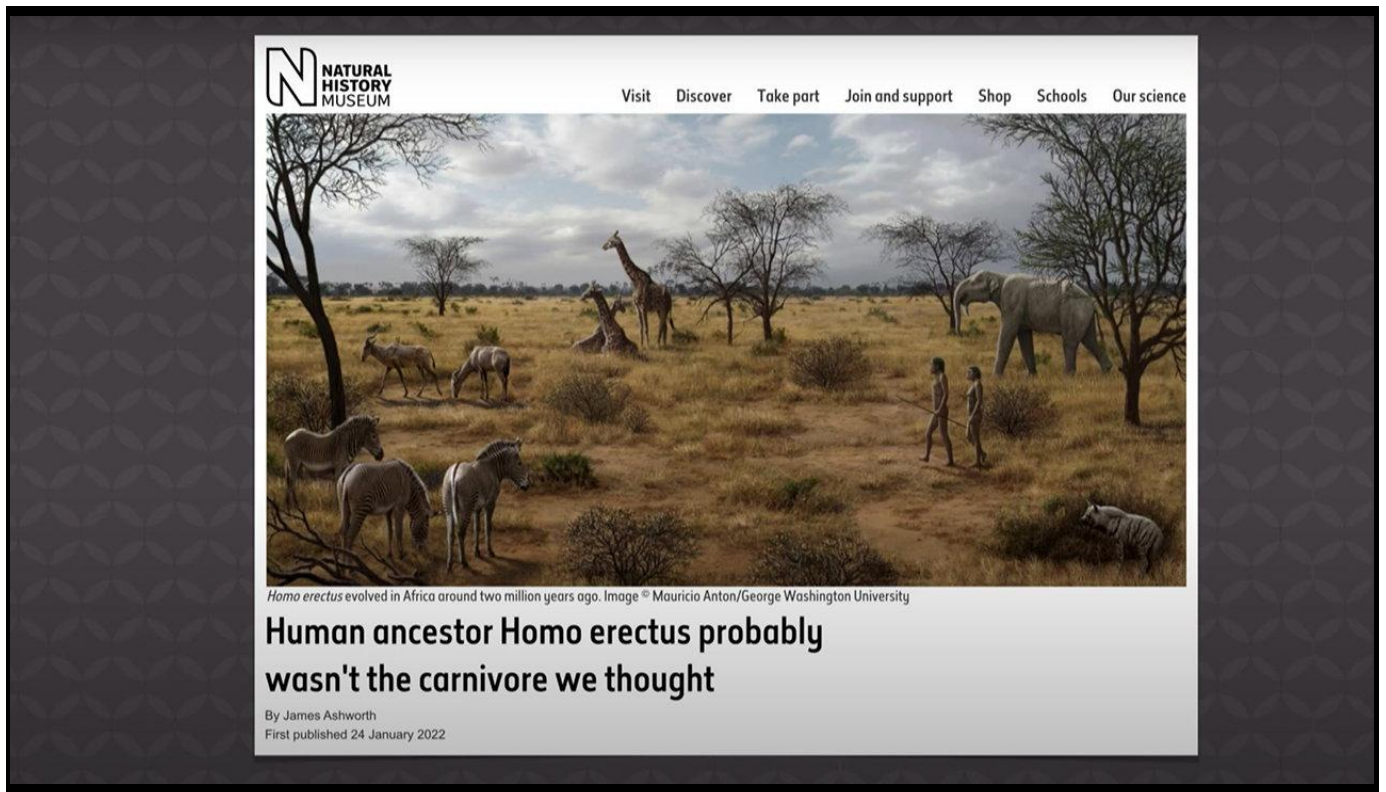 NATURAL
HISTORY
MUSEUM
Visit Discover Take part Join and support Shop Schools Our science
Homo erectus evolved in Africa around two million years ago. Image © Mauricio Anton/George Washington University
Human ancestor Homo erectus probably
wasn't the carnivore we thought
By James Ashworth
First published 24 January 2022